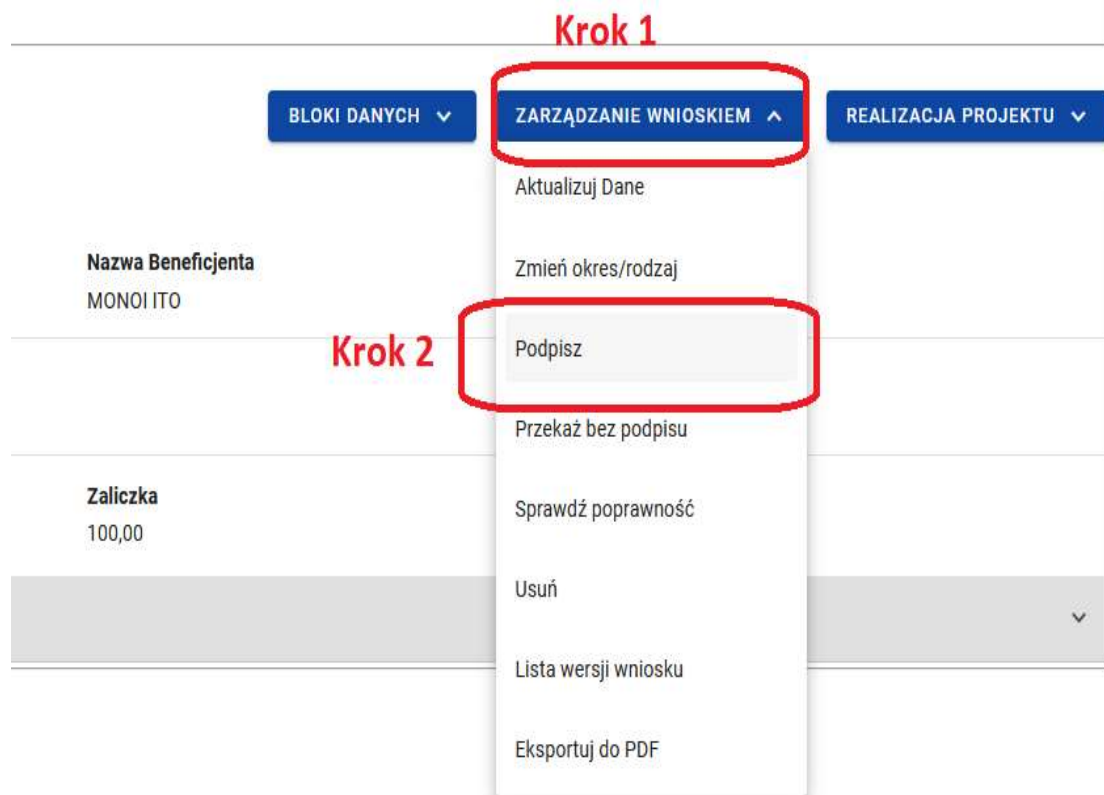 Krok 1
BLOKI DANYCH
ZARZĄDZANIE WNIOSKIEM
REALIZACJA PROJEKTU
Aktualizuj Dane
Nazwa Beneficjenta
MONOI ITO
Zmień okres/rodzaj
Krok 2
Podpisz
Przekaż bez podpisu
Zaliczka
100,00
Sprawdź poprawność
Usuń
Lista wersji wniosku
Eksportuj do PDF